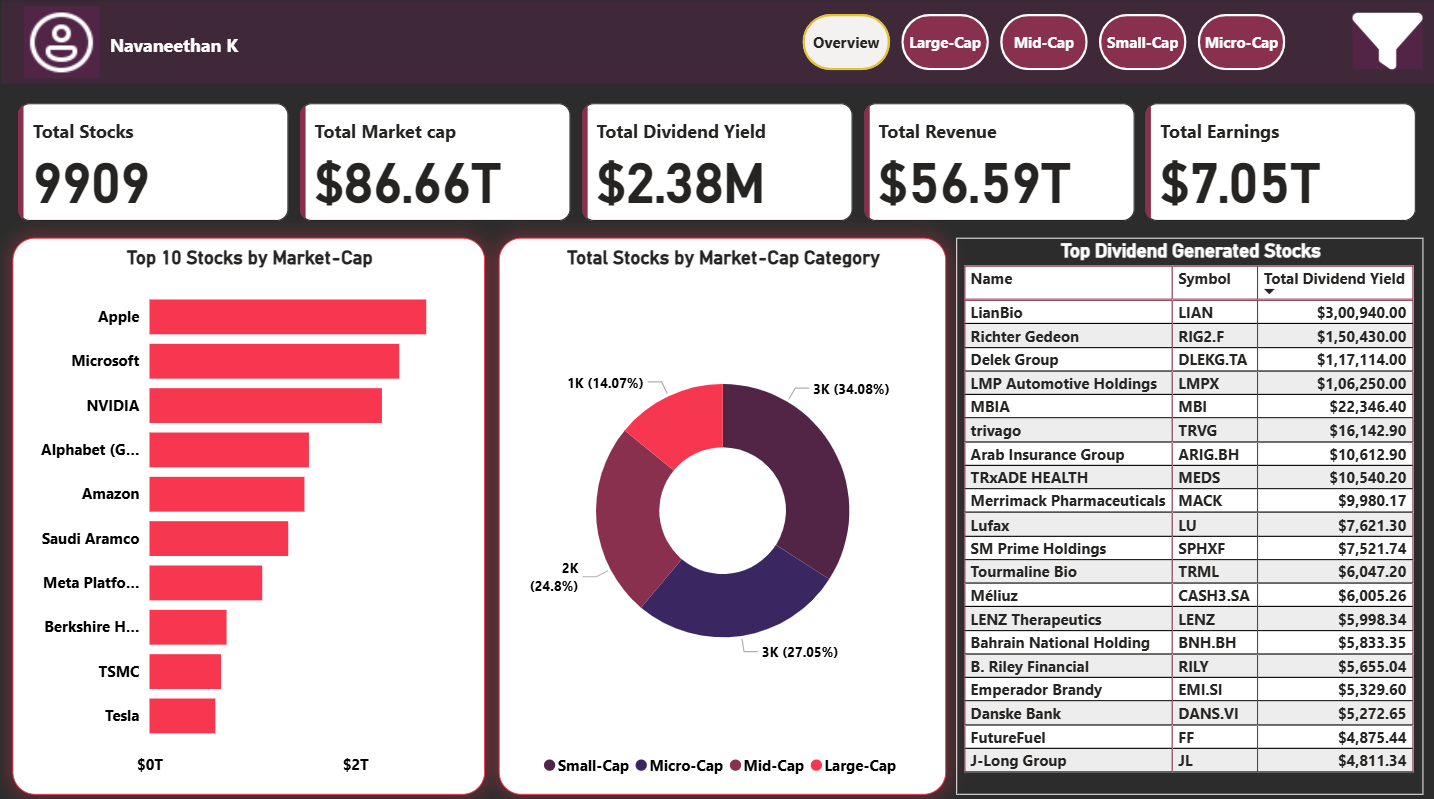 Navaneethan K
Overview
Large-Cap
Mid-Cap
Small-Cap
Micro-Cap
Total Stocks
9909
Total Market cap
$86.66T
Total Dividend Yield
$2.38M
Total Revenue
$56.59T
Total Earnings
$7.05T
Top 10 Stocks by Market-Cap
Apple
Microsoft
NVIDIA
Alphabet (G...
Amazon
Saudi Aramco
Meta Platfo...
Berkshire H...
TSMC
Tesla
$0T $2T
Total Stocks by Market-Cap Category
1K (14.07%)
3K (34.08%)
2K
(24.8%)
3K (27.05%)
Small-Cap Micro-Cap Mid-Cap Large-Cap
Top Dividend Generated Stocks
Name Symbol Total Dividend Yield
LianBio LIAN $3,00,940.00
Richter Gedeon RIG2.F $1,50,430.00
Delek Group DLEKG.TA $1,17,114.00
LMP Automotive Holdings LMPX $1,06,250.00
MBIA MBI $22,346.40
trivago TRVG $16,142.90
Arab Insurance Group ARIG.BH $10,612.90
TRxADE HEALTH MEDS $10,540.20
Merrimack Pharmaceuticals MACK $9,980.17
Lufax LU $7,621.30
SM Prime Holdings SPHXF $7,521.74
Tourmaline Bio TRML $6,047.20
Méliuz CASH3.SA $6,005.26
LENZ Therapeutics LENZ $5,998.34
Bahrain National Holding BNH.BH $5,833.35
B. Riley Financial RILY $5,655.04
Emperador Brandy EMI.SI $5,329.60
Danske Bank DANS.VI $5,272.65
FutureFuel FF $4,875.44
J-Long Group JL $4,811.34